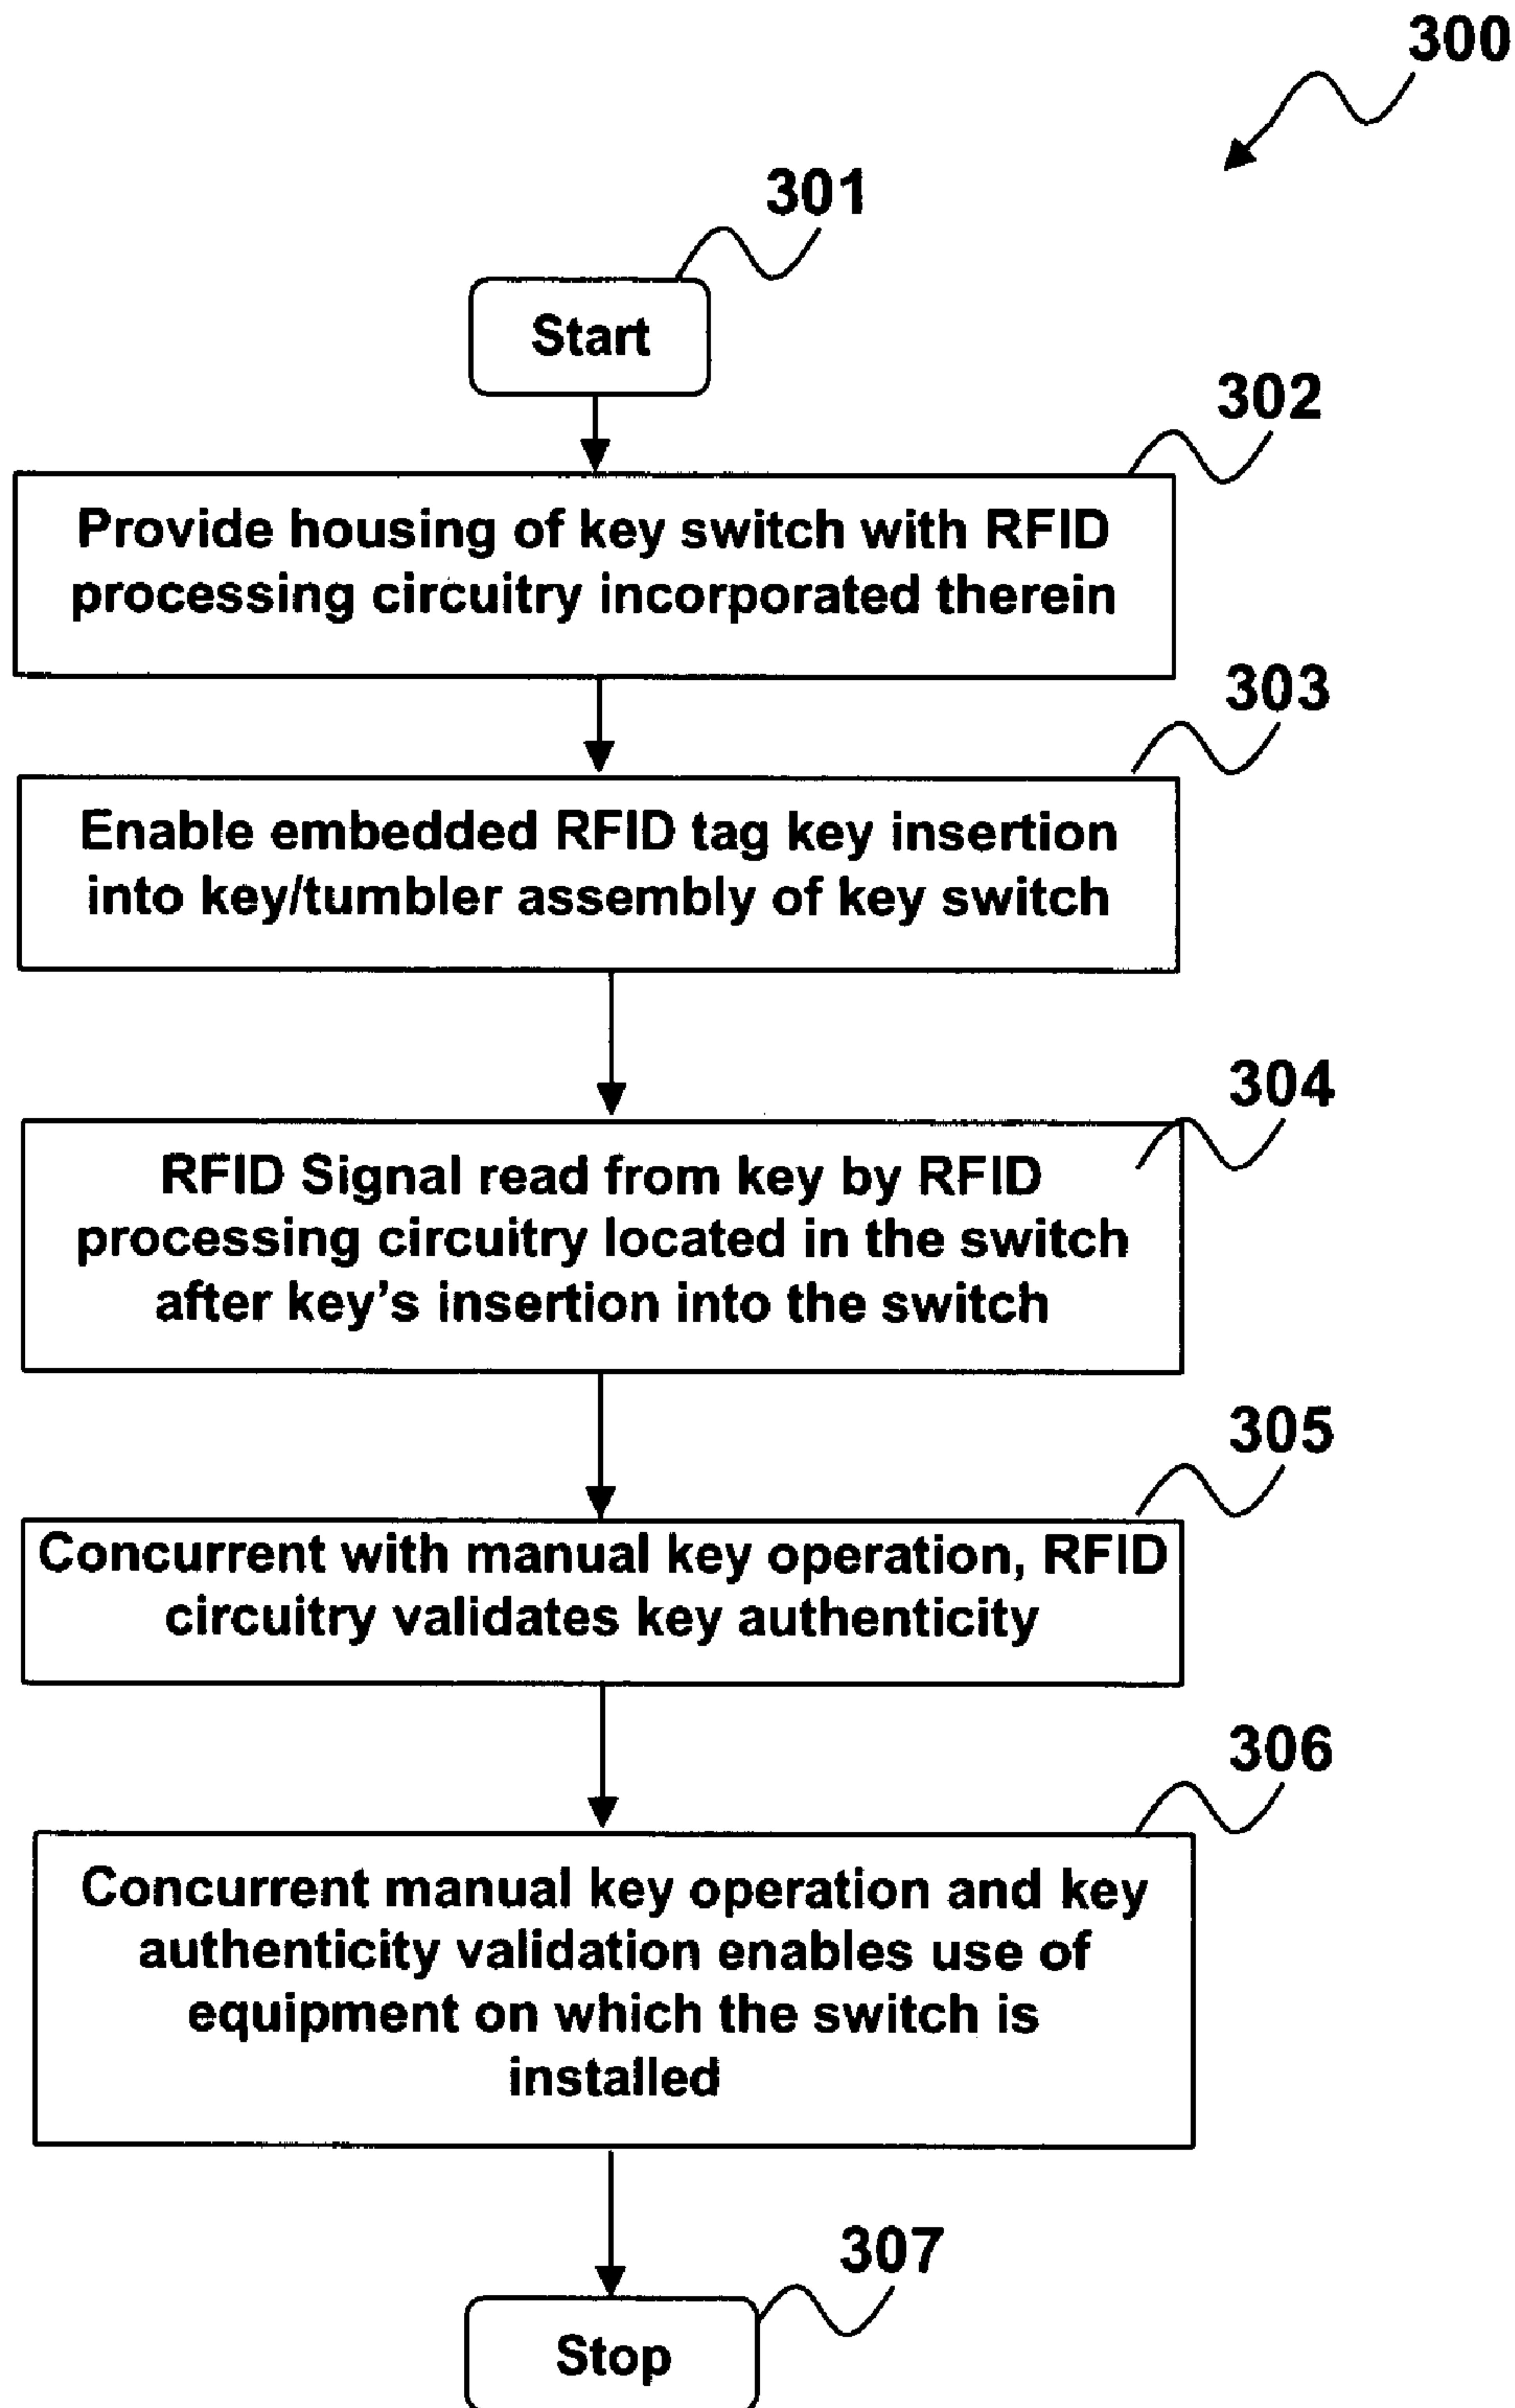 300
301
Start
302
Provide housing of key switch with RFID
processing circuitry incorporated therein
303
Enable embedded RFID tag key insertion
into key/tumbler assembly of key switch
304
RFID Signal read from key by RFID
processing circuitry located in the switch
after key's insertion into the switch
305
Concurrent with manual key operation, RFID
circuitry validates key authenticity
306
Concurrent manual key operation and key
authenticity validation enables use of
equipment on which the switch is
installed
307
Stop